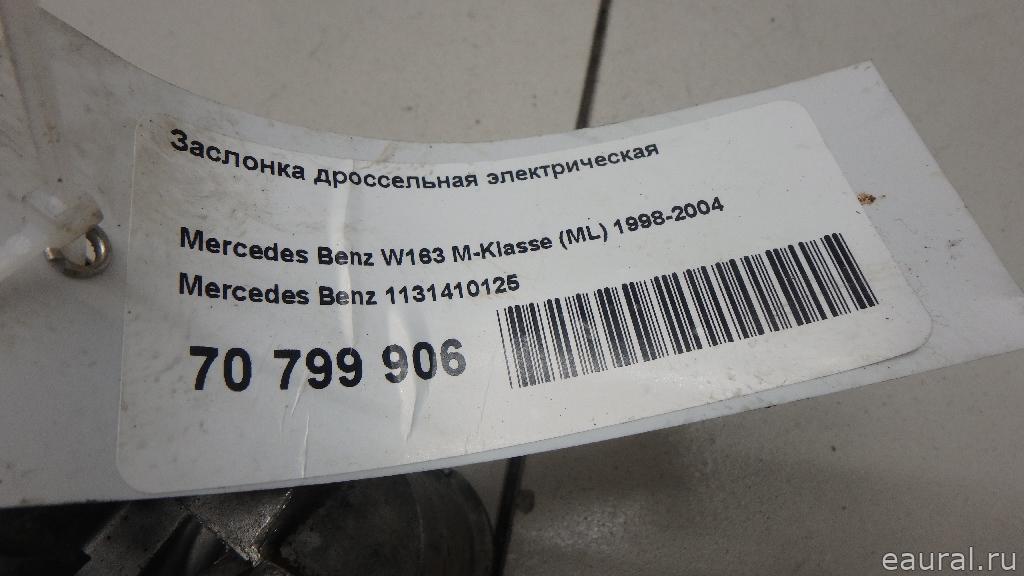 Заслонка дроссельная электрическая
Mercedes Benz W163 M-Klasse (ML) 1998-2004
Mercedes Benz 1131410125
70 799 906
eaural.ru